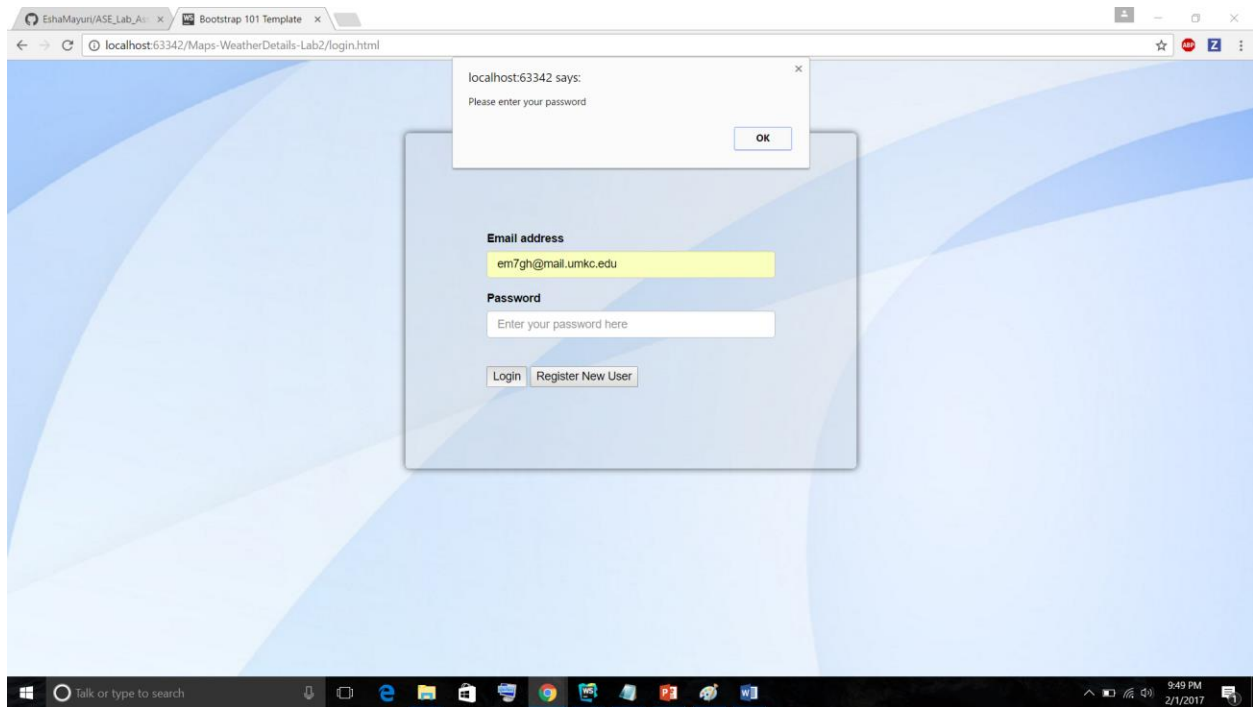 EshaMayuri/ASE_Lab_As
Bootstrap 101 Template
localhost:63342/Maps-WeatherDetails-Lab2/login.html
ABP
Z
localhost:63342 says:
Please enter your password
OK
Email address
em7gh@mail.umkc.edu
Password
Enter your password here
Login
Register New User
Talk or type to search
9:49 PM
2/1/2017